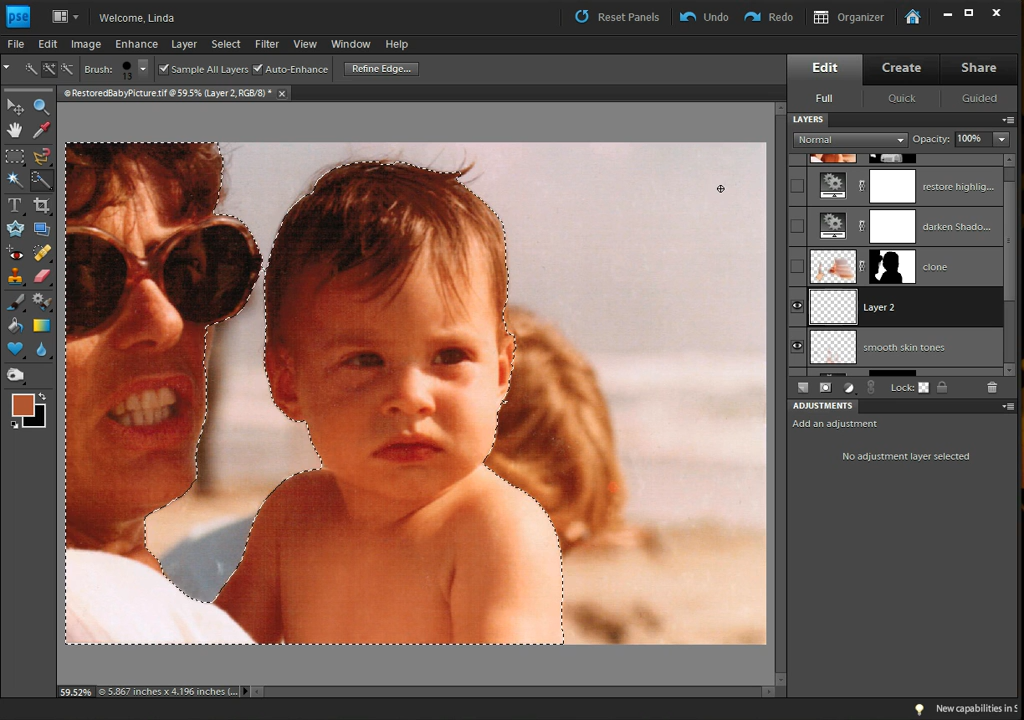 pse Welcome, Linda Reset Panels Undo Redo Organizer
File Edit Image Enhance Layer Select Filter View Window Help
Brush: 13 Sample All Layers Auto-Enhance Refine Edge...
Edit Create Share
Full Quick Guided
©RestoredBabyPicture.tif @ 59.5% (Layer 2, RGB/8) *
LAYERS
Normal Opacity: 100%
restore highlig...
darken Shado...
clone
Layer 2
smooth skin tones
Lock:
ADJUSTMENTS
Add an adjustment
No adjustment layer selected
59.52% © 5.867 inches x 4.196 inches (...
New capabilities in S